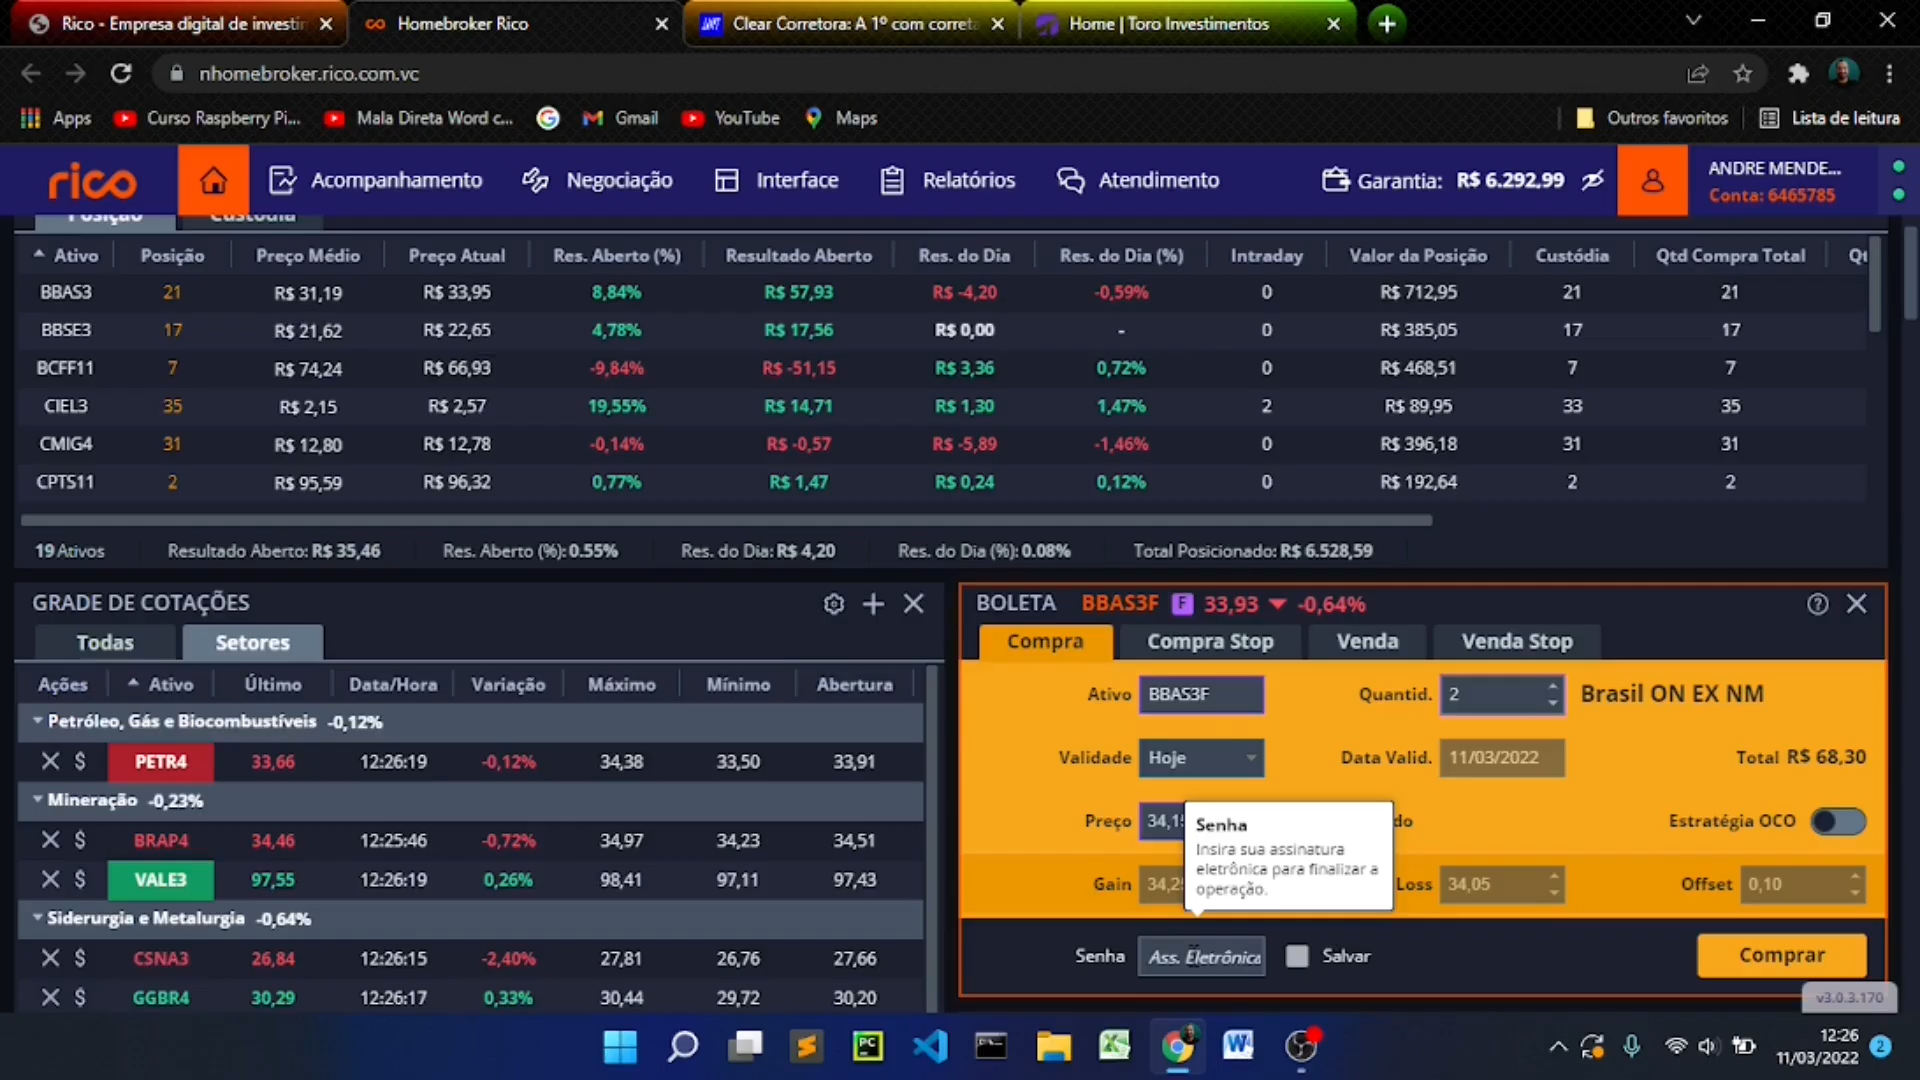 Rico - Empresa digital de investir
Homebroker Rico
Clear Corretora: A 1º com correta
Home | Toro Investimentos
nhomebroker.rico.com.vc
Apps
Curso Raspberry Pi...
Mala Direta Word c...
Gmail
YouTube
Maps
Outros favoritos
Lista de leitura
rico
Acompanhamento
Negociação
Interface
Relatórios
Atendimento
Garantia: R$ 6.292,99
ANDRE MENDE...
Conta: 6465785
Posição Custódia
Ativo Posição Preço Médio Preço Atual Res. Aberto (%) Resultado Aberto Res. do Dia Res. do Dia (%) Intraday Valor da Posição Custódia Qtd Compra Total Qt
BBAS3 21 R$ 31,19 R$ 33,95 8,84% R$ 57,93 R$ -4,20 -0,59% 0 R$ 712,95 21 21
BBSE3 17 R$ 21,62 R$ 22,65 4,78% R$ 17,56 R$ 0,00 - 0 R$ 385,05 17 17
BCFF11 7 R$ 74,24 R$ 66,93 -9,84% R$ -51,15 R$ 3,36 0,72% 0 R$ 468,51 7 7
CIEL3 35 R$ 2,15 R$ 2,57 19,55% R$ 14,71 R$ 1,30 1,47% 2 R$ 89,95 33 35
CMIG4 31 R$ 12,80 R$ 12,78 -0,14% R$ -0,57 R$ -5,89 -1,46% 0 R$ 396,18 31 31
CPTS11 2 R$ 95,59 R$ 96,32 0,77% R$ 1,47 R$ 0,24 0,12% 0 R$ 192,64 2 2
19 Ativos Resultado Aberto: R$ 35,46 Res. Aberto (%): 0.55% Res. do Dia: R$ 4,20 Res. do Dia (%): 0.08% Total Posicionado: R$ 6.528,59
GRADE DE COTAÇÕES
Todas Setores
Ações Ativo Último Data/Hora Variação Máximo Mínimo Abertura
Petróleo, Gás e Biocombustíveis -0,12%
$ PETR4 33,66 12:26:19 -0,12% 34,38 33,50 33,91
Mineração -0,23%
$ BRAP4 34,46 12:25:46 -0,72% 34,97 34,23 34,51
$ VALE3 97,55 12:26:19 0,26% 98,41 97,11 97,43
Siderurgia e Metalurgia -0,64%
$ CSNA3 26,84 12:26:15 -2,40% 27,81 26,76 27,66
$ GGBR4 30,29 12:26:17 0,33% 30,44 29,72 30,20
BOLETA BBAS3F F 33,93 -0,64%
Compra Compra Stop Venda Venda Stop
Ativo BBAS3F Quantid. 2 Brasil ON EX NM
Validade Hoje Data Valid. 11/03/2022 Total R$ 68,30
Preço 34,15 do Estratégia OCO
Senha
Insira sua assinatura
eletrônica para finalizar a
operação.
Gain 34,25 Loss 34,05 Offset 0,10
Senha Ass. Eletrônica Salvar Comprar
v3.0.3.170
12:26
11/03/2022
2